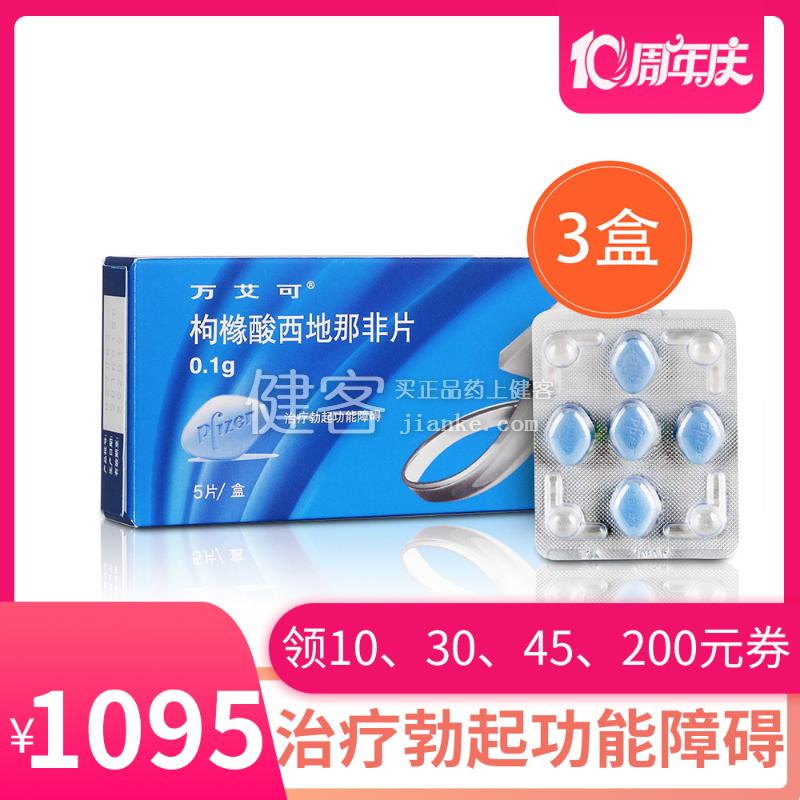 10周年庆
3盒
万艾可®
枸橼酸西地那非片
0.1g
pfizer
治疗勃起功能障碍
5片/盒
健客 买正品药上健客
jianke.com
领10、30、45、200元券
¥1095
治疗勃起功能障碍